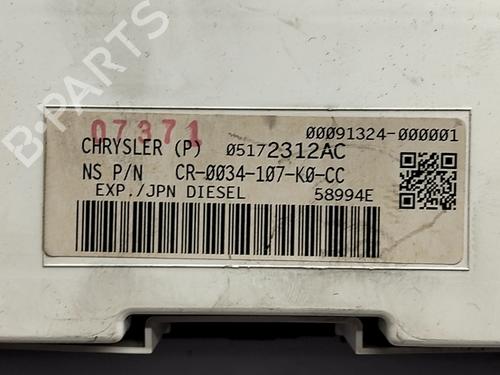 B-PARTS
07371
00091324-000001
CHRYSLER (P) 05172312AC
NS P/N CR-0034-107-K0-CC
EXP./JPN DIESEL 58994E